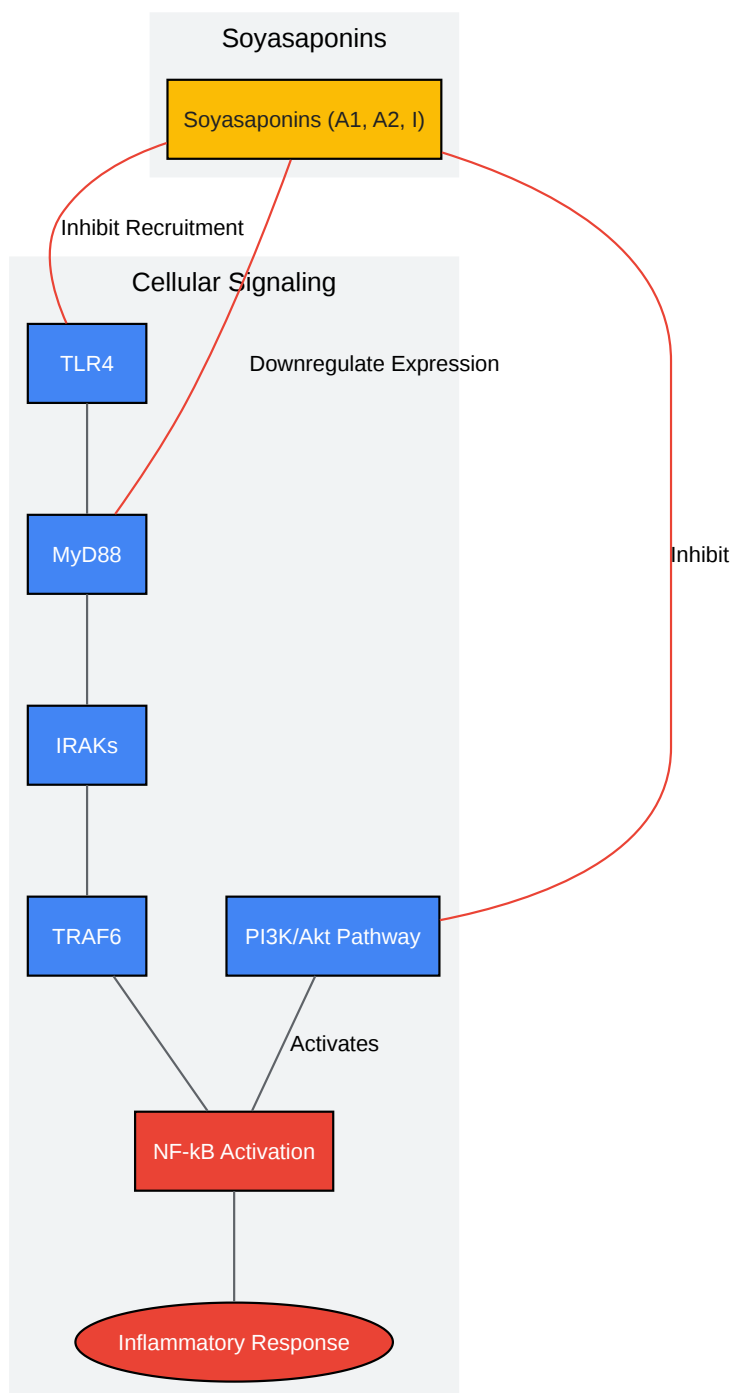 Soyasaponins
Soyasaponins (A1, A2, I)
Inhibit Recruitment
Cellular Signaling
TLR4
Downregulate Expression
MyD88
Inhibit
IRAKs
TRAF6
PI3K/Akt Pathway
Activates
NF-kB Activation
Inflammatory Response